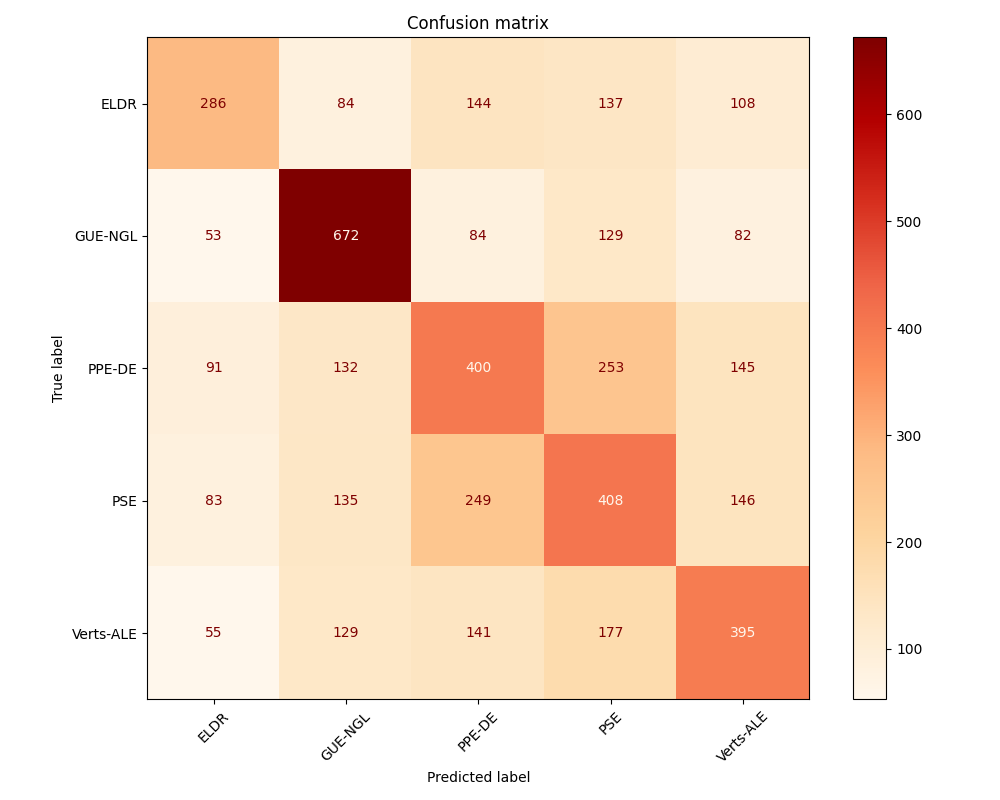 Confusion matrix
ELDR 286 84 144 137 108
GUE-NGL 53 672 84 129 82
PPE-DE 91 132 400 253 145
PSE 83 135 249 408 146
Verts-ALE 55 129 141 177 395
True label
ELDR GUE-NGL PPE-DE PSE Verts-ALE
Predicted label
600
500
400
300
200
100